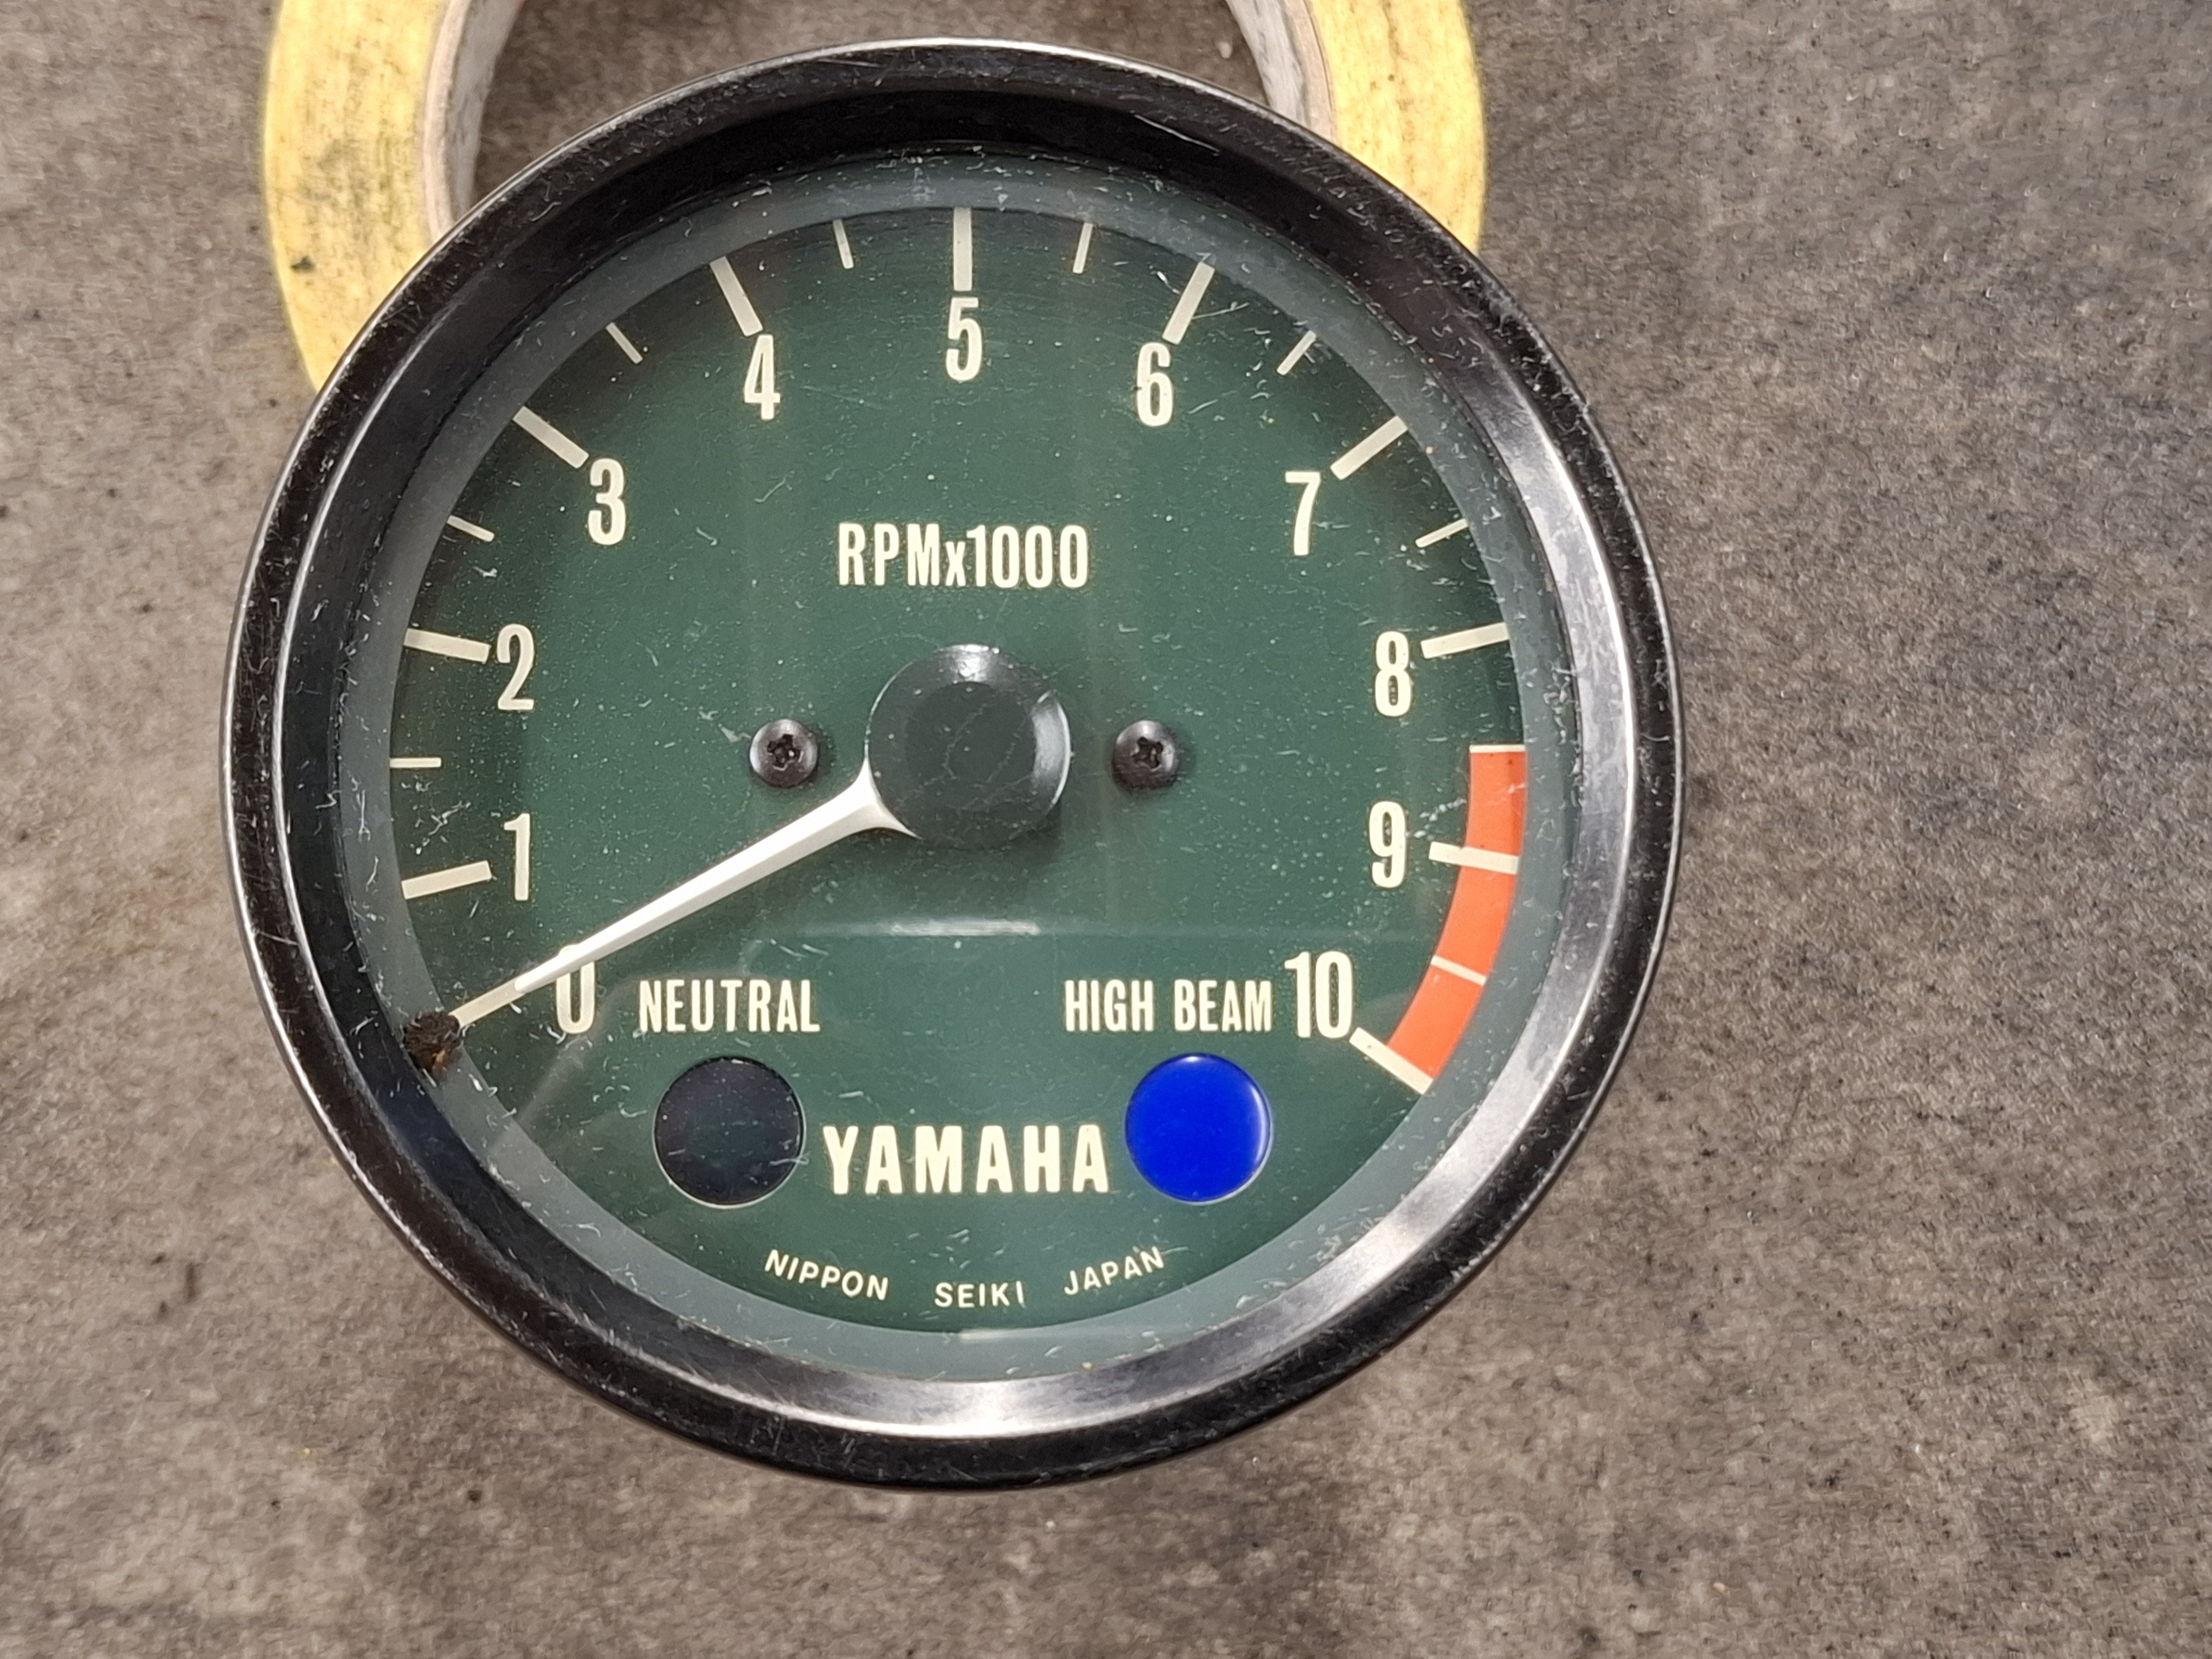 5
4
6
3
7
RPMx1000
2
8
1
9
0
NEUTRAL
HIGH BEAM
10
YAMAHA
NIPPON SEIKI JAPAN